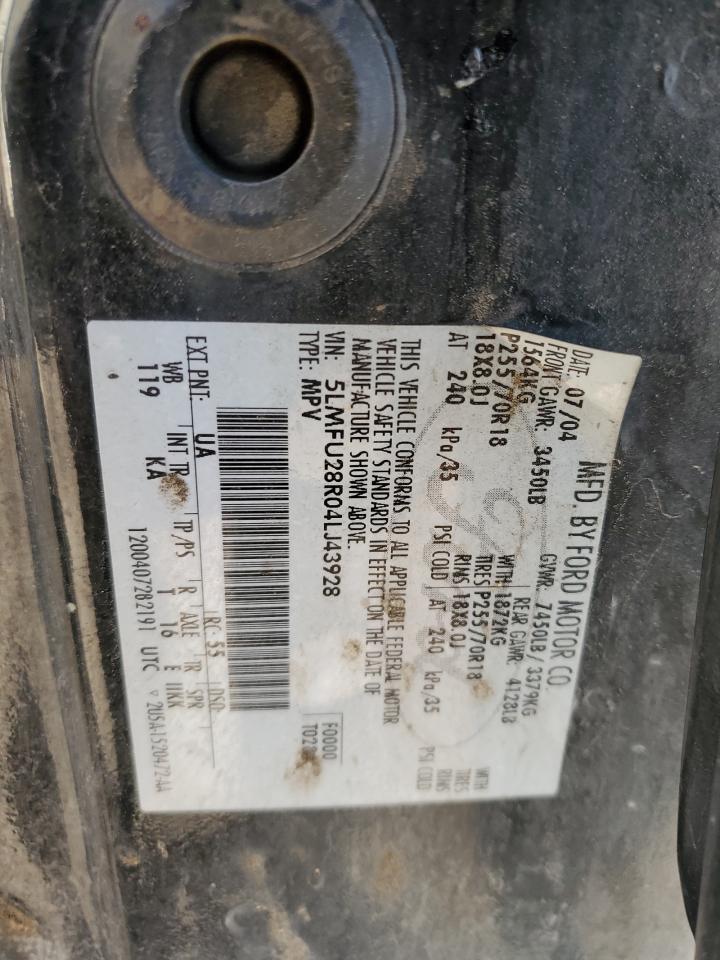 MFD. BY FORD MOTOR CO.
DATE: 07/04 GVWR: 7450LB/3379KG
FRONT GAWR: 3450LB REAR GAWR: 4128LB
1564KG WITH 1872KG WITH
P255/70R18 TIRES P255/70R18 TIRES
18X8.0J RIMS 18X8.0J RIMS
AT 240 kPa/35 PSI COLD AT 240 kPa/35 PSI COLD
THIS VEHICLE CONFORMS TO ALL APPLICABLE FEDERAL MOTOR
VEHICLE SAFETY STANDARDS IN EFFECT ON THE DATE OF
MANUFACTURE SHOWN ABOVE.
VIN: 5LMFU28R04LJ43928 F0000
TYPE: MPV
EXT PNT: UA RC: 55 DSO:
WB INT TR TP/PS R AXLE TR SPR
119 KA 1 16 E
12004072B2191 UTC